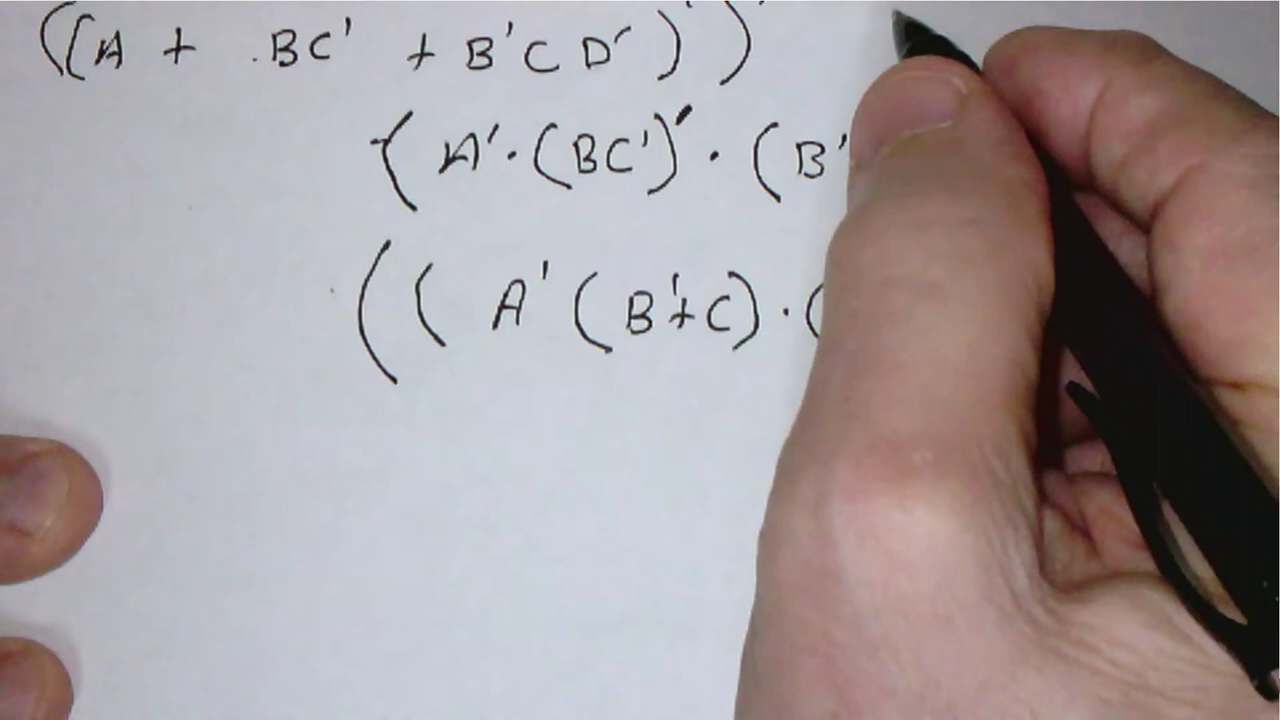 ((A + BC' + B'CD')')'
( A'·(BC')'·(B'
(( A'(B'+C)·(